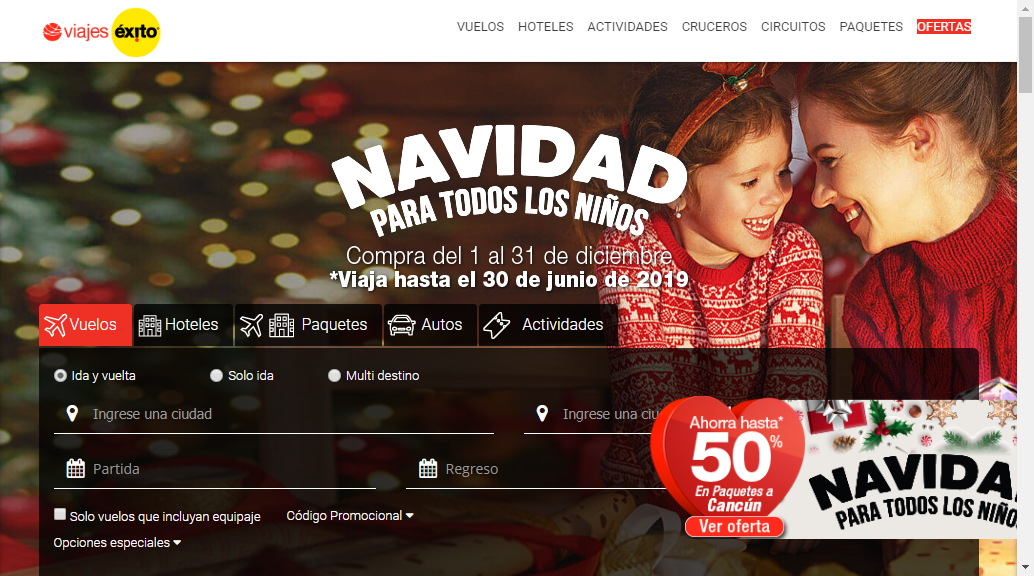 viajes éxito
VUELOS HOTELES ACTIVIDADES CRUCEROS CIRCUITOS PAQUETES OFERTAS
NAVIDAD
PARA TODOS LOS NIÑOS
Compra del 1 al 31 de diciembre
*Viaja hasta el 30 de junio de 2019
Vuelos Hoteles Paquetes Autos Actividades
Ida y vuelta Solo ida Multi destino
Ingrese una ciudad Ingrese una ciu
Partida Regreso
Solo vuelos que incluyan equipaje Código Promocional
Opciones especiales
Ahorra hasta*
50%
En Paquetes a
Cancún
Ver oferta
NAVIDA
PARA TODOS LOS NIÑO